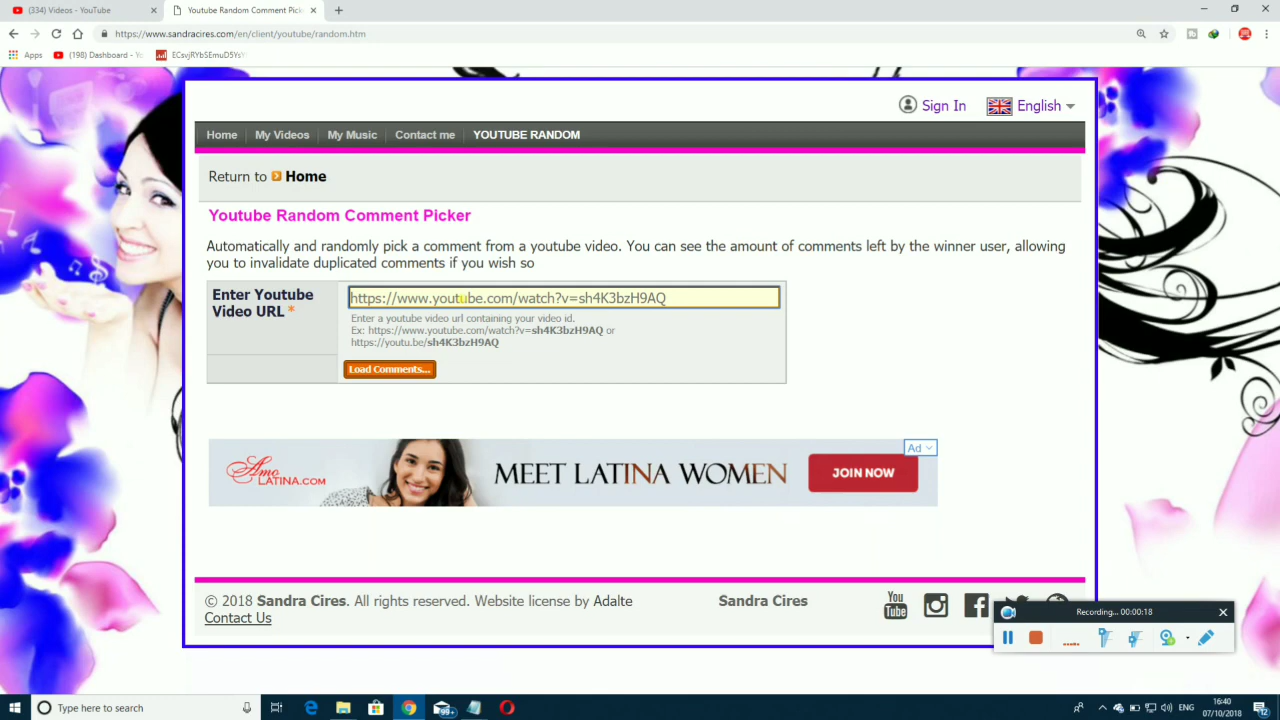 (334) Videos - YouTube
Youtube Random Comment Pick
https://www.sandracires.com/en/client/youtube/random.htm
Apps
(198) Dashboard - Yo
ECsvjRYbSEmuD5Ys
Sign In
English
Home
My Videos
My Music
Contact me
YOUTUBE RANDOM
Return to Home
Youtube Random Comment Picker
Automatically and randomly pick a comment from a youtube video. You can see the amount of comments left by the winner user, allowing
you to invalidate duplicated comments if you wish so
Enter Youtube
Video URL *
https://www.youtube.com/watch?v=sh4K3bzH9AQ
Enter a youtube video url containing your video id.
Ex: https://www.youtube.com/watch?v=sh4K3bzH9AQ or
https://youtu.be/sh4K3bzH9AQ
Load Comments...
Ad
Amo
LATINA.COM
MEET LATINA WOMEN
JOIN NOW
© 2018 Sandra Cires. All rights reserved. Website license by Adalte
Contact Us
Sandra Cires
You
Tube
Recording... 00:00:18
Type here to search
99+
ENG
16:40
07/10/2018
12